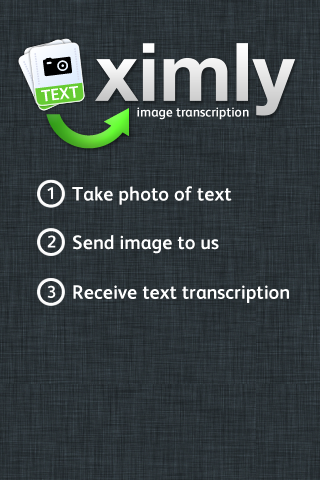 TEXT
ximly
image transcription
1 Take photo of text
2 Send image to us
3 Receive text transcription